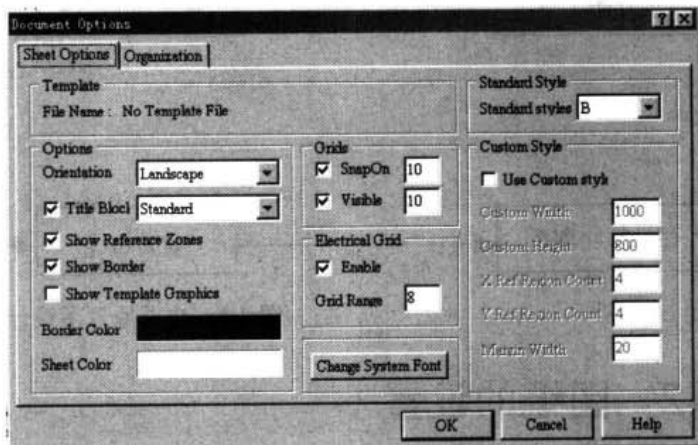 Document Options
Sheet Options
Organization
Template
File Name : No Template File
Standard Style
Standard styles B
Options
Orientation Landscape
Title Blocl Standard
Show Reference Zones
Show Border
Show Template Graphics
Border Color
Sheet Color
Grids
SnapOn 10
Visible 10
Electrical Grid
Enable
Grid Range 8
Change System Font
Custom Style
Use Custom style
Custom Width 1000
Custom Height 800
X Ref Region Count 4
Y Ref Region Count 4
Margin Width 20
OK
Cancel
Help